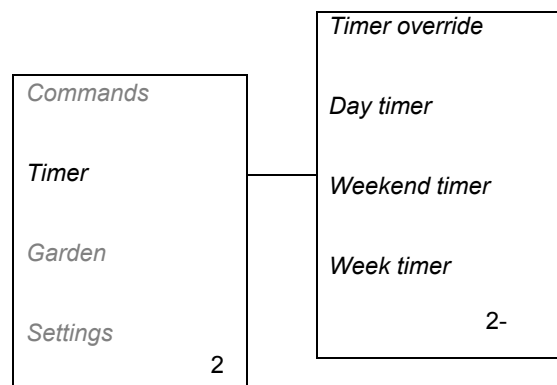 Commands
Timer
Garden
Settings
2
Timer override
Day timer
Weekend timer
Week timer
2-